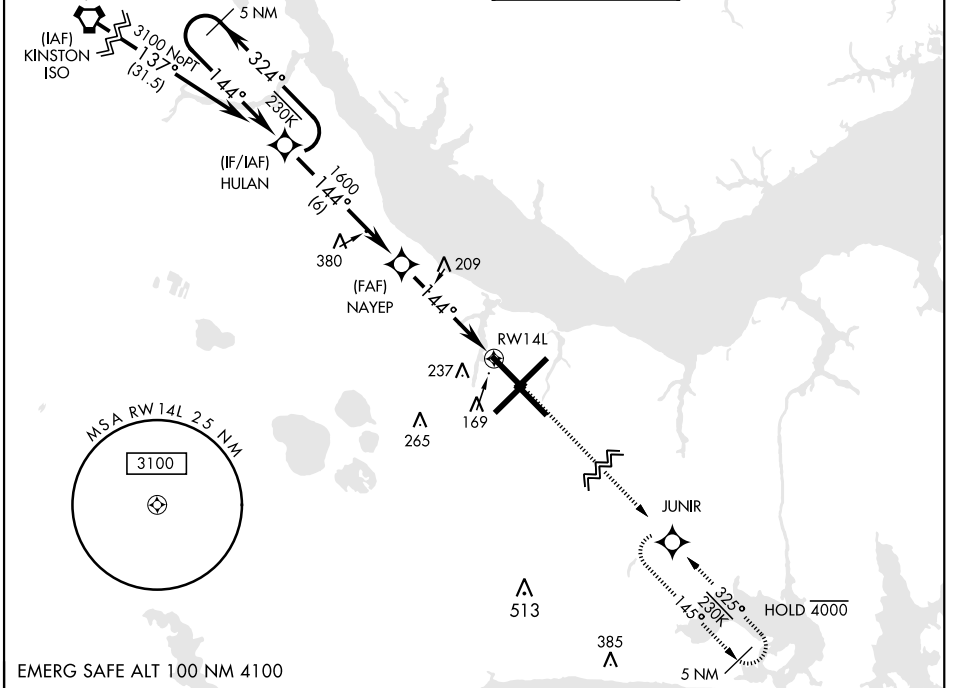 5 NM
(IAF)
KINSTON
ISO
3100 NoPT
137°
(31.5)
144°
324°
230K
(IF/IAF)
HULAN
1600
144°
(6)
380
209
(FAF)
NAYEP
144°
RW14L
237
169
265
MSA RW14L 25 NM
3100
JUNIR
513
325°
230K
145°
HOLD 4000
385
5 NM
EMERG SAFE ALT 100 NM 4100